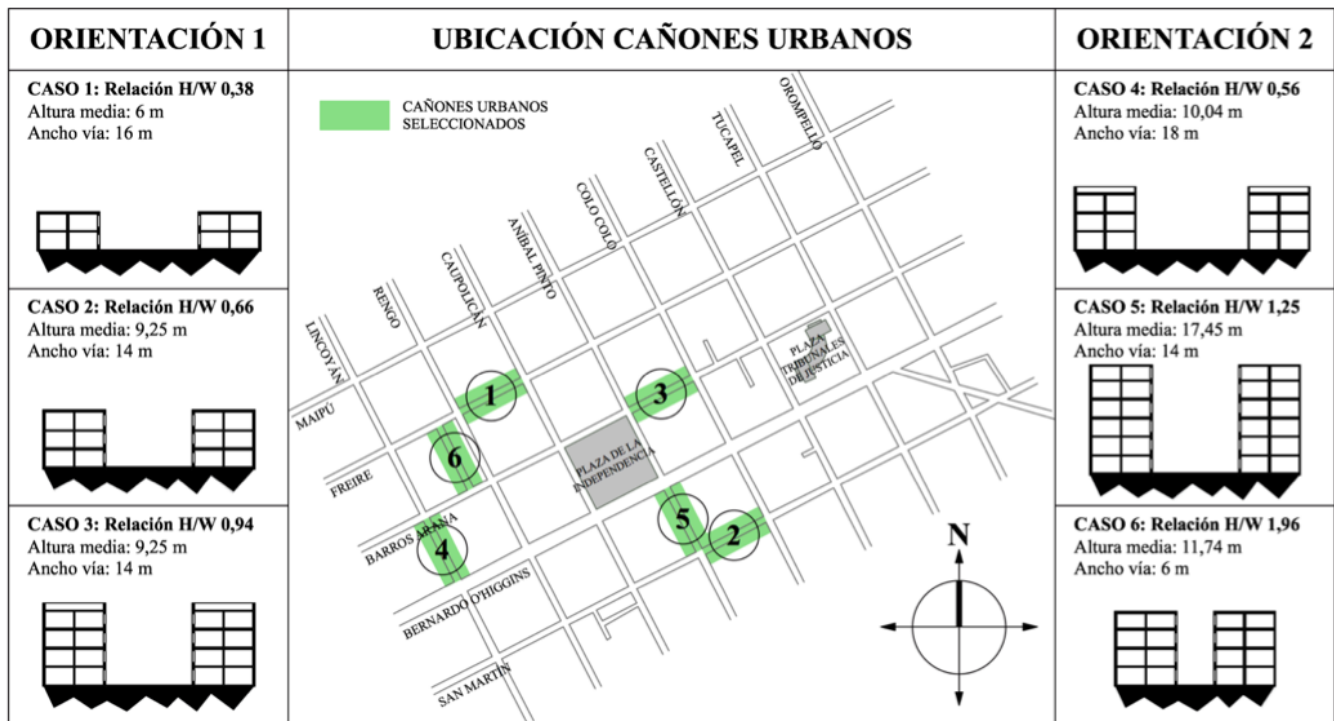 ORIENTACIÓN 1
CASO 1: Relación H/W 0,38
Altura media: 6 m
Ancho vía: 16 m
CASO 2: Relación H/W 0,66
Altura media: 9,25 m
Ancho vía: 14 m
CASO 3: Relación H/W 0,94
Altura media: 9,25 m
Ancho vía: 14 m
UBICACIÓN CAÑONES URBANOS
CAÑONES URBANOS
SELECCIONADOS
LINCOYÁN
RENGO
CAUPOLICÁN
ANÍBAL PINTO
COLO COLO
CASTELLÓN
TUCAPEL
OROMPELLO
MAIPÚ
FREIRE
BARROS ARANA
BERNARDO O'HIGGINS
SAN MARTÍN
1
3
6
PLAZA DE LA
INDEPENDENCIA
PLAZA
TRIBUNALES
DE JUSTICIA
4
5
2
N
ORIENTACIÓN 2
CASO 4: Relación H/W 0,56
Altura media: 10,04 m
Ancho vía: 18 m
CASO 5: Relación H/W 1,25
Altura media: 17,45 m
Ancho vía: 14 m
CASO 6: Relación H/W 1,96
Altura media: 11,74 m
Ancho vía: 6 m